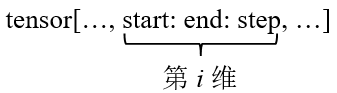 tensor[…, start: end: step, …]
第 i 维